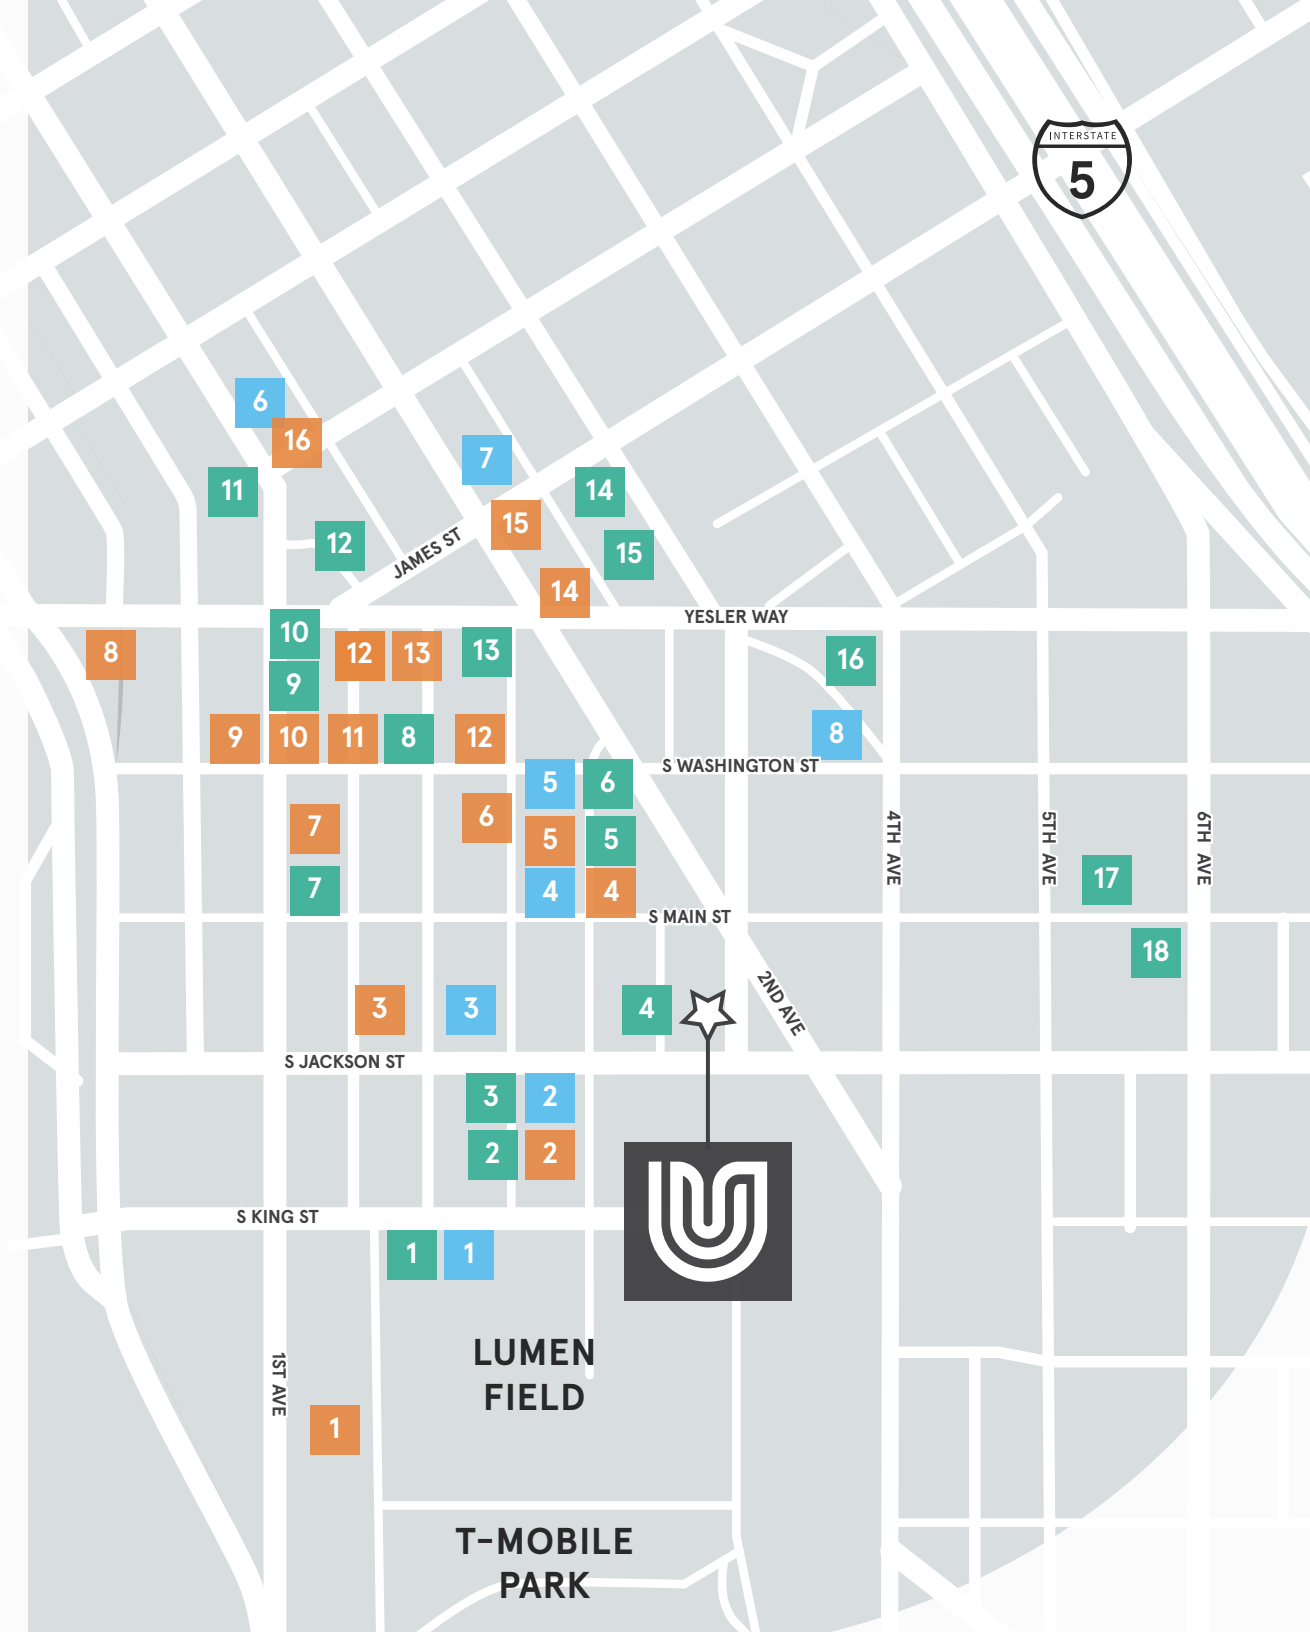 INTERSTATE
5
6
16
7
11
14
15
12
JAMES ST
15
14
YESLER WAY
10
8
12
13
13
16
9
9
10
11
8
12
8
S WASHINGTON ST
5
6
7
6
5
5
4TH AVE
5TH AVE
6TH AVE
17
7
4
4
S MAIN ST
18
3
3
4
2ND AVE
S JACKSON ST
3
2
2
2
S KING ST
1
1
LUMEN
FIELD
1ST AVE
1
T-MOBILE
PARK